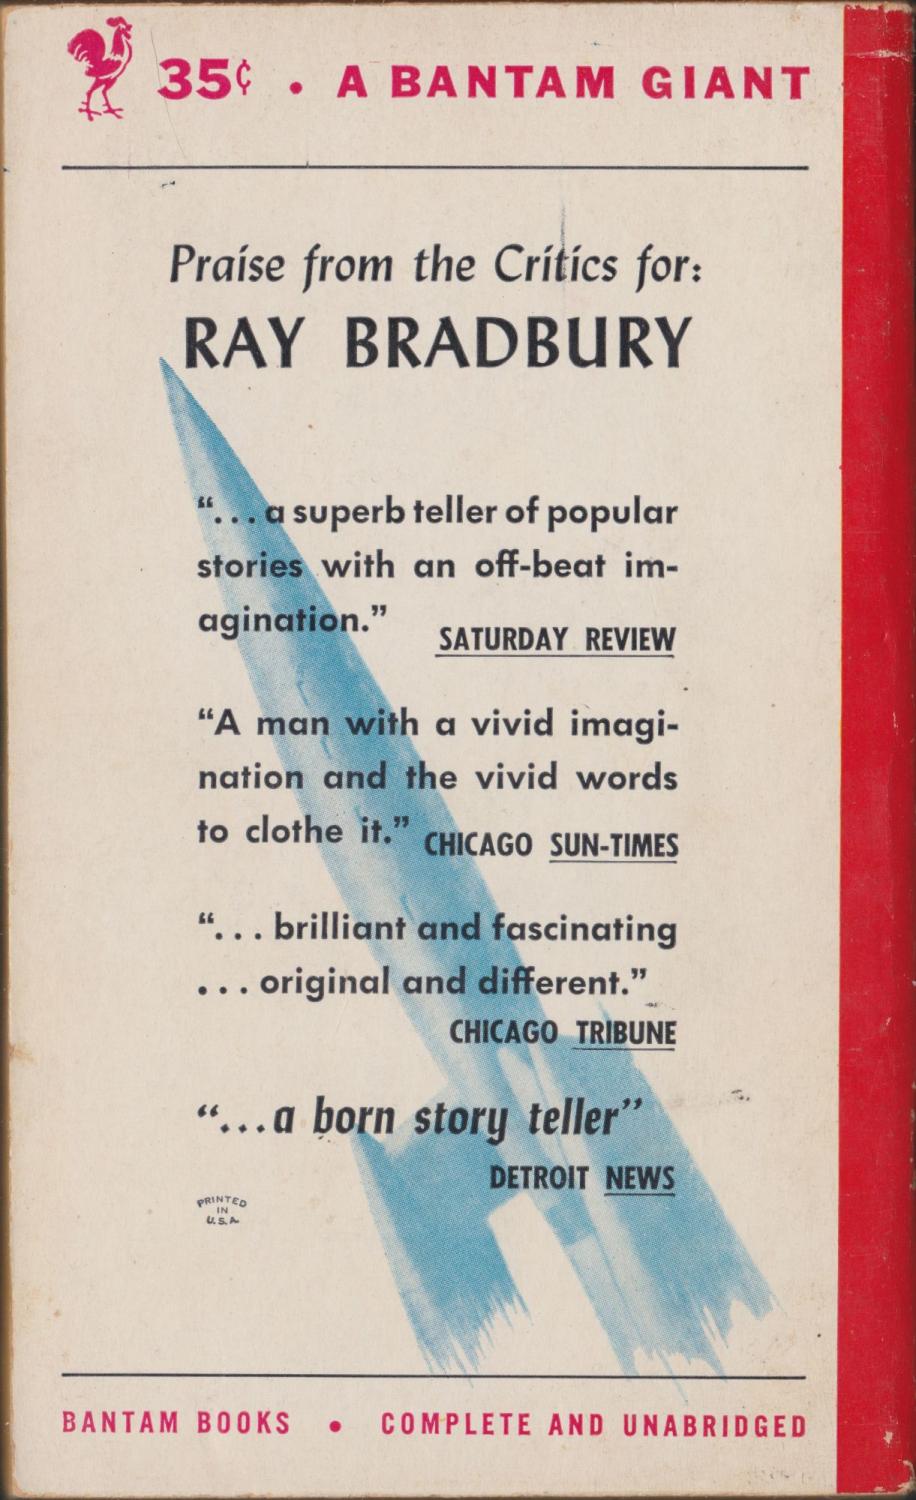 35¢ • A BANTAM GIANT
Praise from the Critics for:
RAY BRADBURY
“. . . a superb teller of popular
stories with an off-beat im-
agination.”
SATURDAY REVIEW
“A man with a vivid imagi-
nation and the vivid words
to clothe it.” CHICAGO SUN-TIMES
“. . . brilliant and fascinating
. . . original and different.”
CHICAGO TRIBUNE
“...a born story teller”
DETROIT NEWS
PRINTED
IN
U.S.A.
BANTAM BOOKS • COMPLETE AND UNABRIDGED